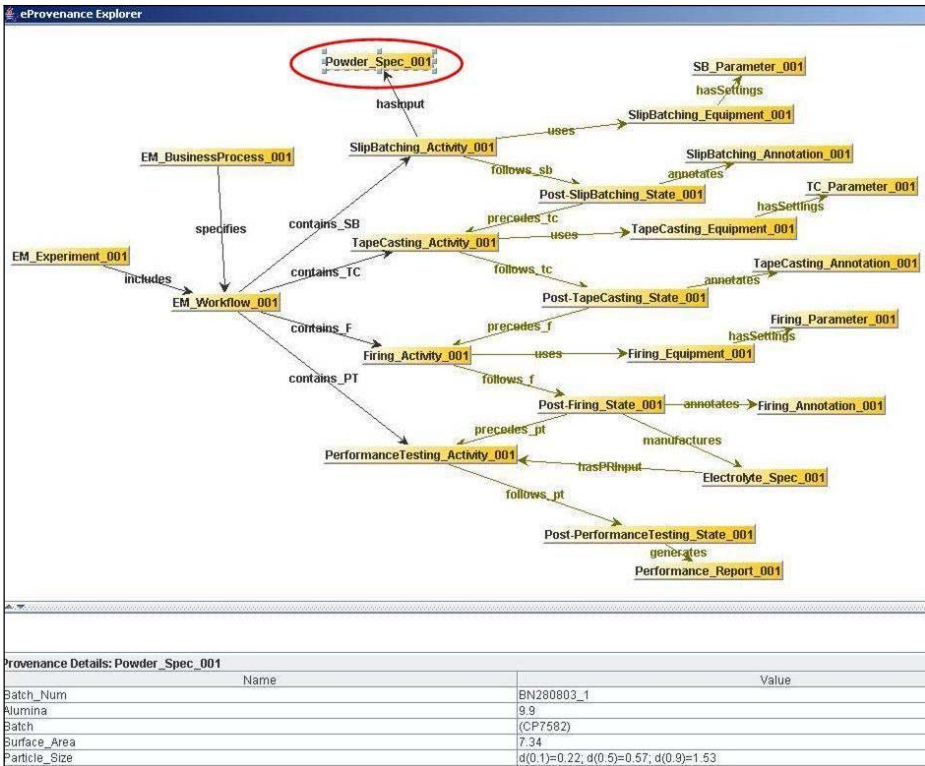 eProvenance Explorer
Powder_Spec_001
SB_Parameter_001
hasSettings
hasInput
SlipBatching_Equipment_001
uses
SlipBatching_Activity_001
SlipBatching_Annotation_001
EM_BusinessProcess_001
follows_sb
annotates
Post-SlipBatching_State_001
TC_Parameter_001
hasSettings
precedes_tc
contains_SB
specifies
TapeCasting_Equipment_001
uses
TapeCasting_Activity_001
EM_Experiment_001
TapeCasting_Annotation_001
follows_tc
contains_TC
includes
annotates
Post-TapeCasting_State_001
EM_Workflow_001
Firing_Parameter_001
precedes_f
contains_F
hasSettings
Firing_Activity_001
uses
Firing_Equipment_001
contains_PT
follows_f
Post-Firing_State_001
annotates
Firing_Annotation_001
precedes_pt
manufactures
PerformanceTesting_Activity_001
hasPRInput
Electrolyte_Spec_001
follows_pt
Post-PerformanceTesting_State_001
generates
Performance_Report_001
Provenance Details: Powder_Spec_001
Name Value
Batch_Num BN280803_1
Alumina 9.9
Batch (CP7582)
Surface_Area 7.34
Particle_Size d(0.1)=0.22; d(0.5)=0.57; d(0.9)=1.53